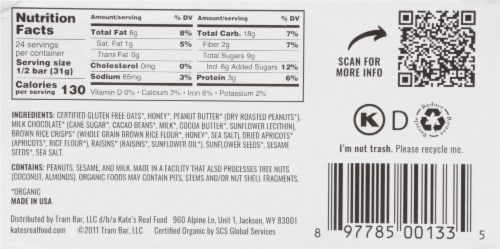 Nutrition Facts
24 servings per container
Serving size 1/2 bar (31g)
Calories per serving 130
Amount/serving % DV
Total Fat 6g 8%
Sat. Fat 1g 5%
Trans Fat 0g
Cholesterol 0mg 0%
Sodium 65mg 3%
Amount/serving % DV
Total Carb. 18g 7%
Fiber 2g 7%
Total Sugars 9g
Incl. 6g Added Sugars 12%
Protein 3g 6%
Vitamin D 0% • Calcium 2% • Iron 6% • Potassium 2%
SCAN FOR
MORE INFO
K D
Reduce
I'm not trash. Please recycle me.
INGREDIENTS: CERTIFIED GLUTEN FREE OATS*, HONEY*, PEANUT BUTTER* (DRY ROASTED PEANUTS*),
MILK CHOCOLATE* (CANE SUGAR*, CACAO BEANS*, MILK*, COCOA BUTTER*, SUNFLOWER LECITHIN),
BROWN RICE CRISPS* (WHOLE GRAIN BROWN RICE FLOUR*, HONEY*, SEA SALT), DRIED APRICOTS*
(APRICOTS*, RICE FLOUR*), RAISINS* (RAISINS*, SUNFLOWER OIL*), SUNFLOWER SEEDS*, SESAME
SEEDS*, SEA SALT.
CONTAINS: PEANUTS, SESAME, AND MILK. MADE IN A FACILITY THAT ALSO PROCESSES TREE NUTS
(COCONUT, ALMONDS). ORGANIC FOODS MAY CONTAIN PITS, STEMS AND/OR NUT SHELL FRAGMENTS.
*ORGANIC
MADE IN USA
Distributed by Tram Bar, LLC d/b/a Kate's Real Food 960 Alpine Ln, Unit 1, Jackson, WY 83001
katesrealfood.com ©2011 Tram Bar, LLC Certified Organic by SCS Global Services
8 97785 00133 5